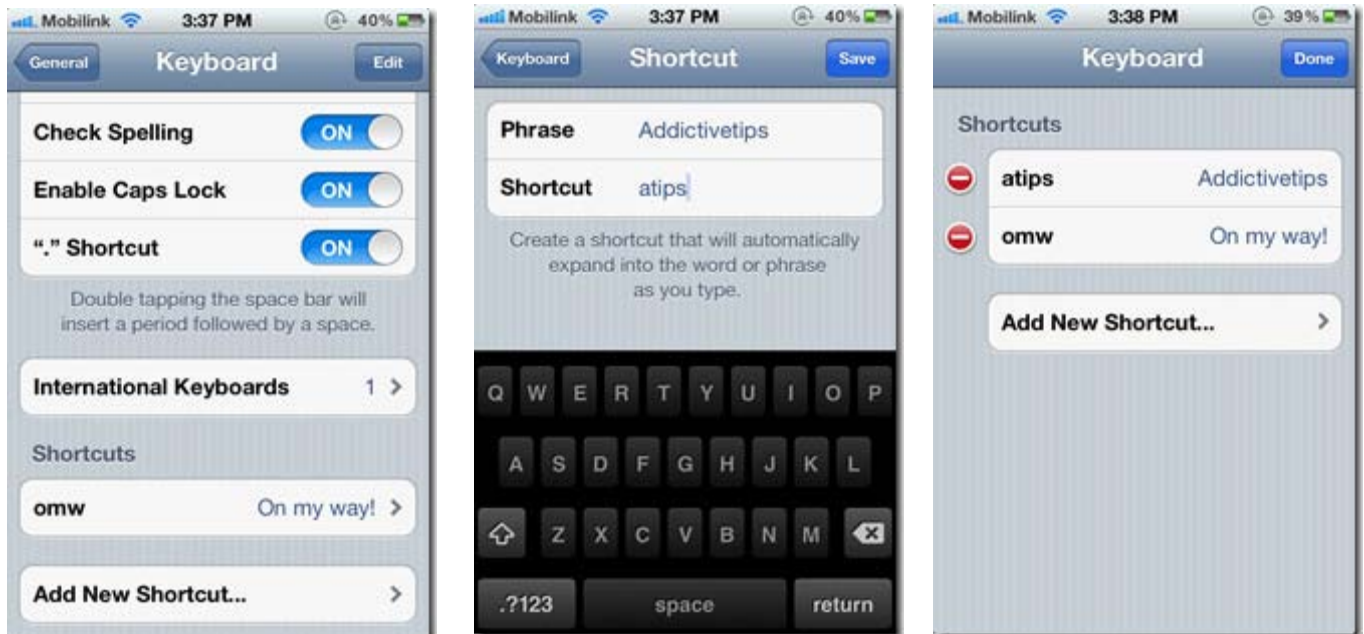 Mobilink 3:37 PM 40%
General Keyboard Edit
Check Spelling ON
Enable Caps Lock ON
“.” Shortcut ON
Double tapping the space bar will
insert a period followed by a space.
International Keyboards 1
Shortcuts
omw On my way!
Add New Shortcut...
Mobilink 3:37 PM 40%
Keyboard Shortcut Save
Phrase Addictivetips
Shortcut atips
Create a shortcut that will automatically
expand into the word or phrase
as you type.
Q W E R T Y U I O P
A S D F G H J K L
Z X C V B N M
.?123 space return
Mobilink 3:38 PM 39%
Keyboard Done
Shortcuts
atips Addictivetips
omw On my way!
Add New Shortcut...